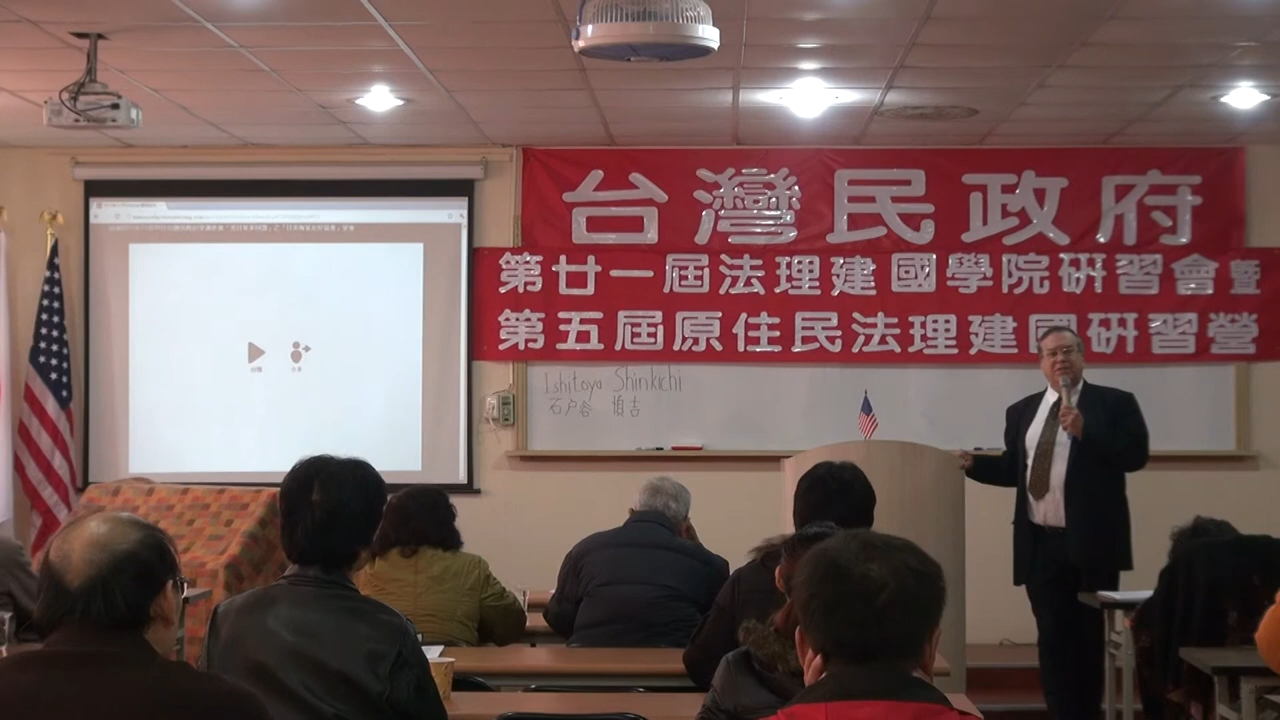 台灣民政府
第廿一屆法理建國學院研習會暨
第五屆原住民法理建國研習營
Ishitoya Shinkichi
石户谷 慎吉